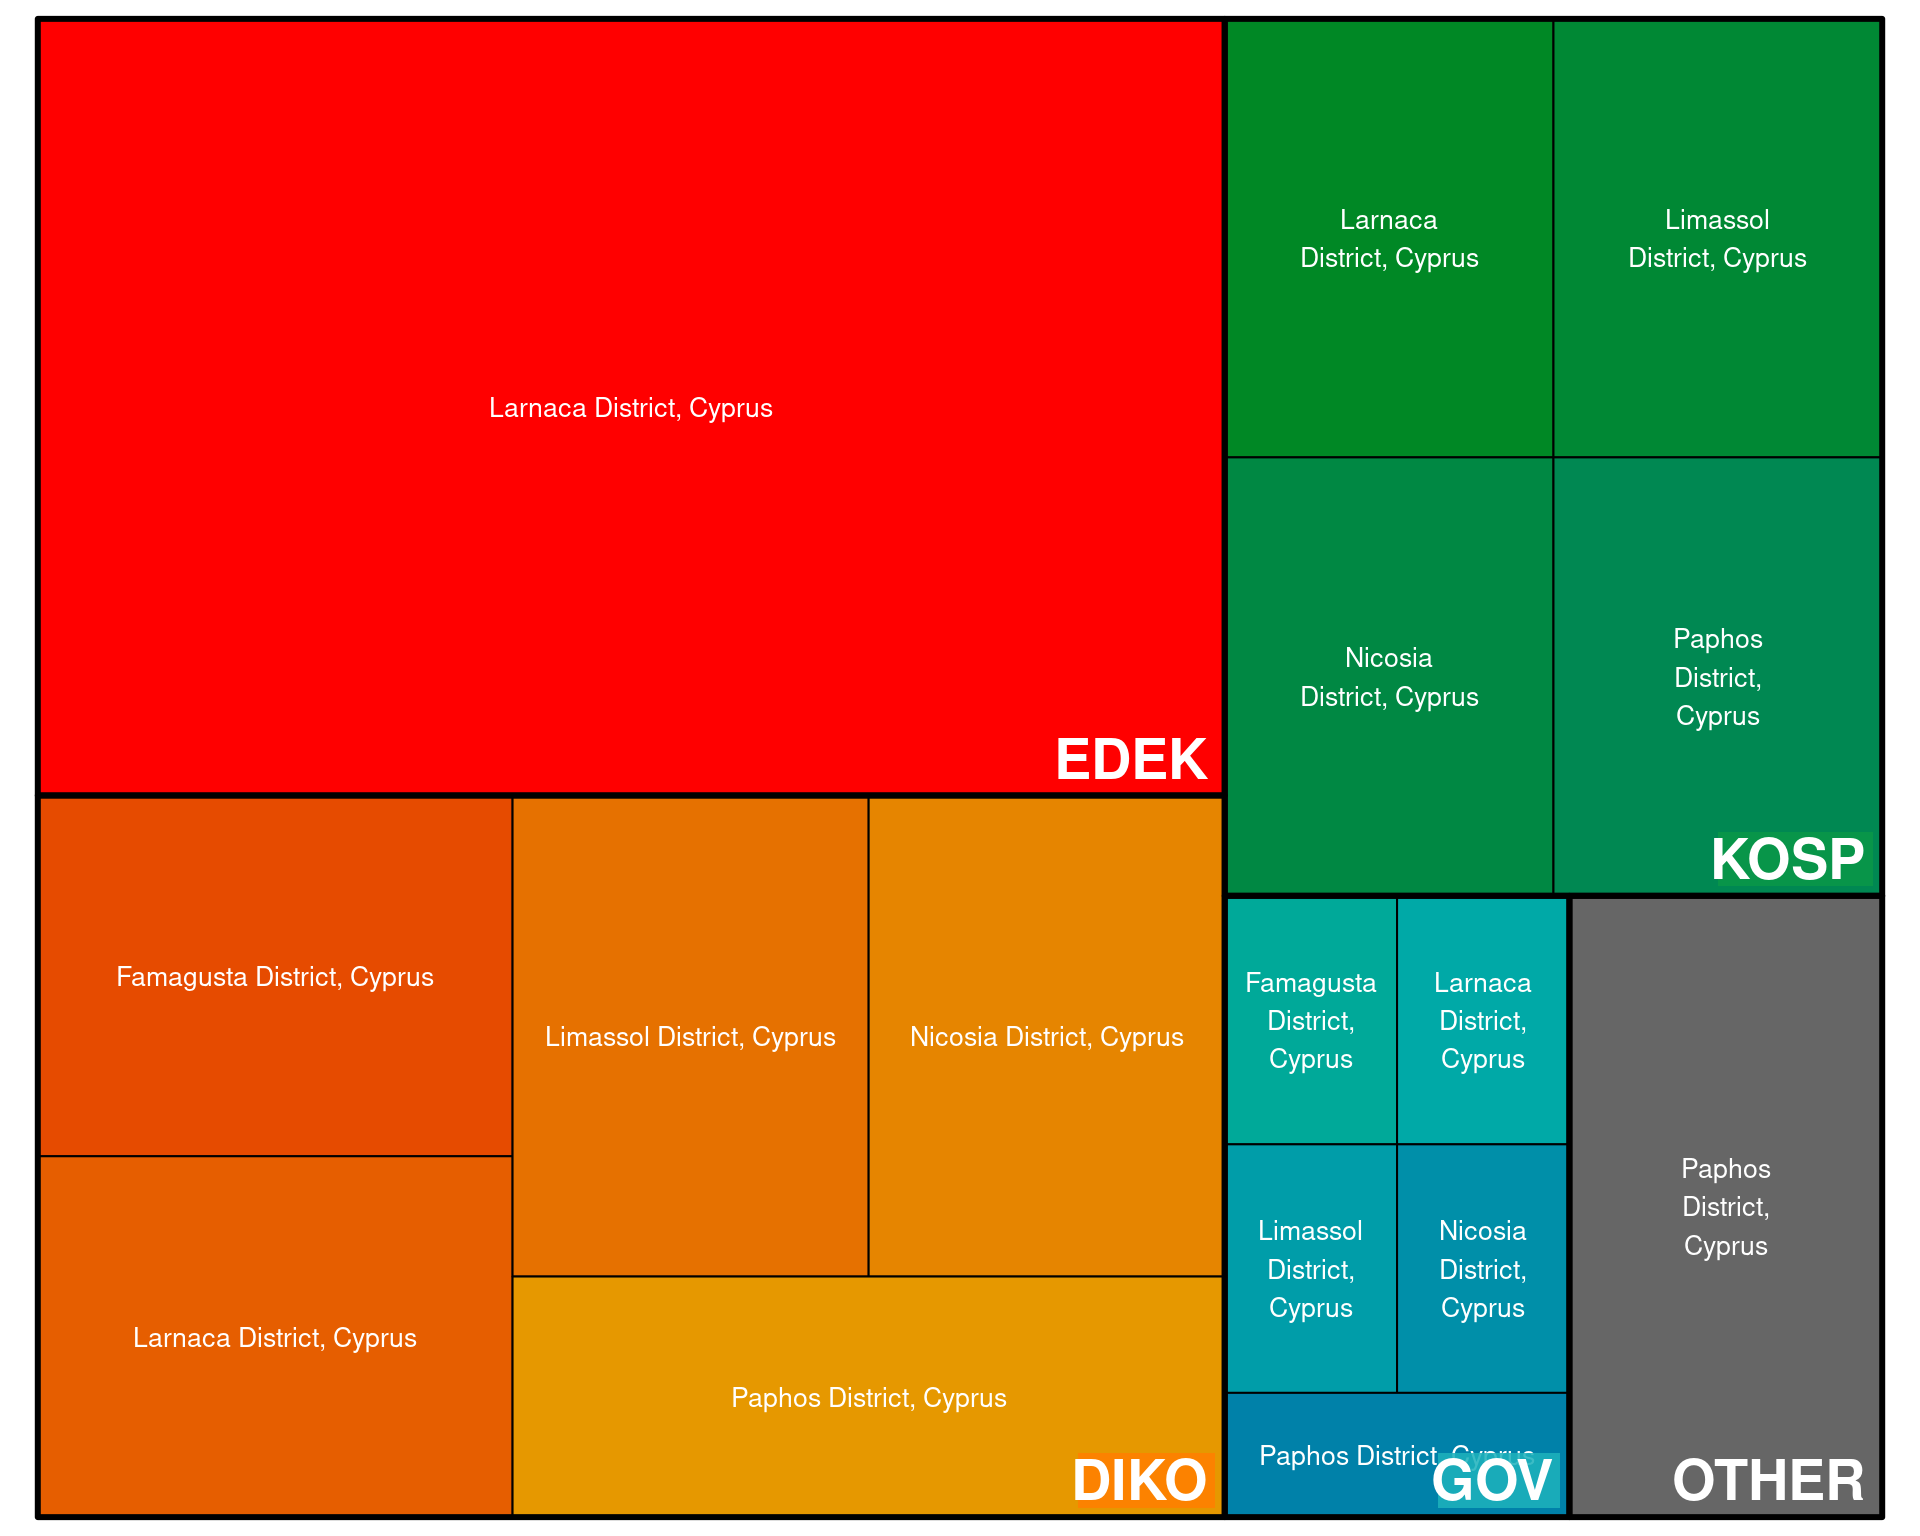 Larnaca District, Cyprus
EDEK
Larnaca
District, Cyprus
Limassol
District, Cyprus
Nicosia
District, Cyprus
Paphos
District,
Cyprus
KOSP
Famagusta District, Cyprus
Larnaca District, Cyprus
Limassol District, Cyprus
Nicosia District, Cyprus
Paphos District, Cyprus
DIKO
Famagusta
District,
Cyprus
Larnaca
District,
Cyprus
Limassol
District,
Cyprus
Nicosia
District,
Cyprus
Paphos District, Cyprus
GOV
Paphos
District,
Cyprus
OTHER